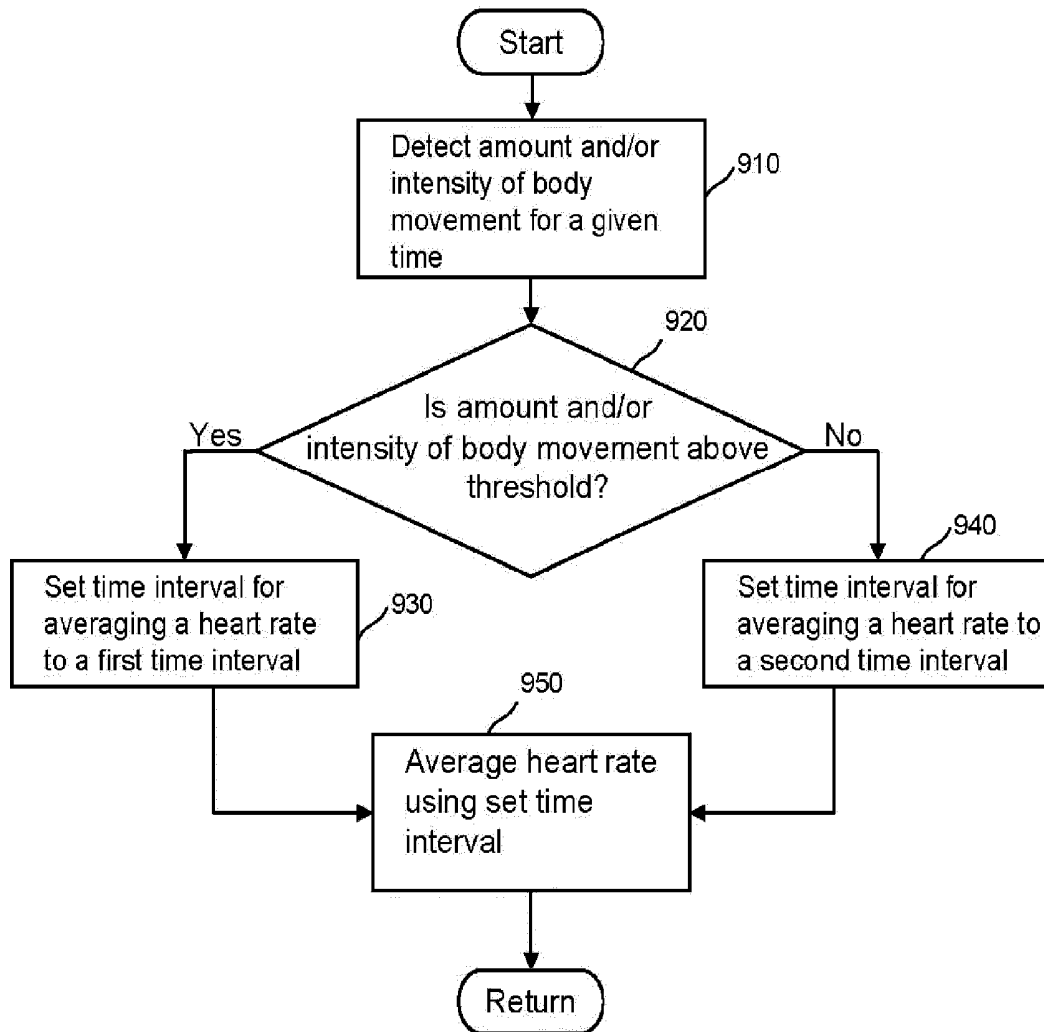 Start
Detect amount and/or
intensity of body
movement for a given
time
910
920
Is amount and/or
intensity of body movement above
threshold?
Yes
No
Set time interval for
averaging a heart rate
to a first time interval
930
940
Set time interval for
averaging a heart rate to
a second time interval
950
Average heart rate
using set time
interval
Return